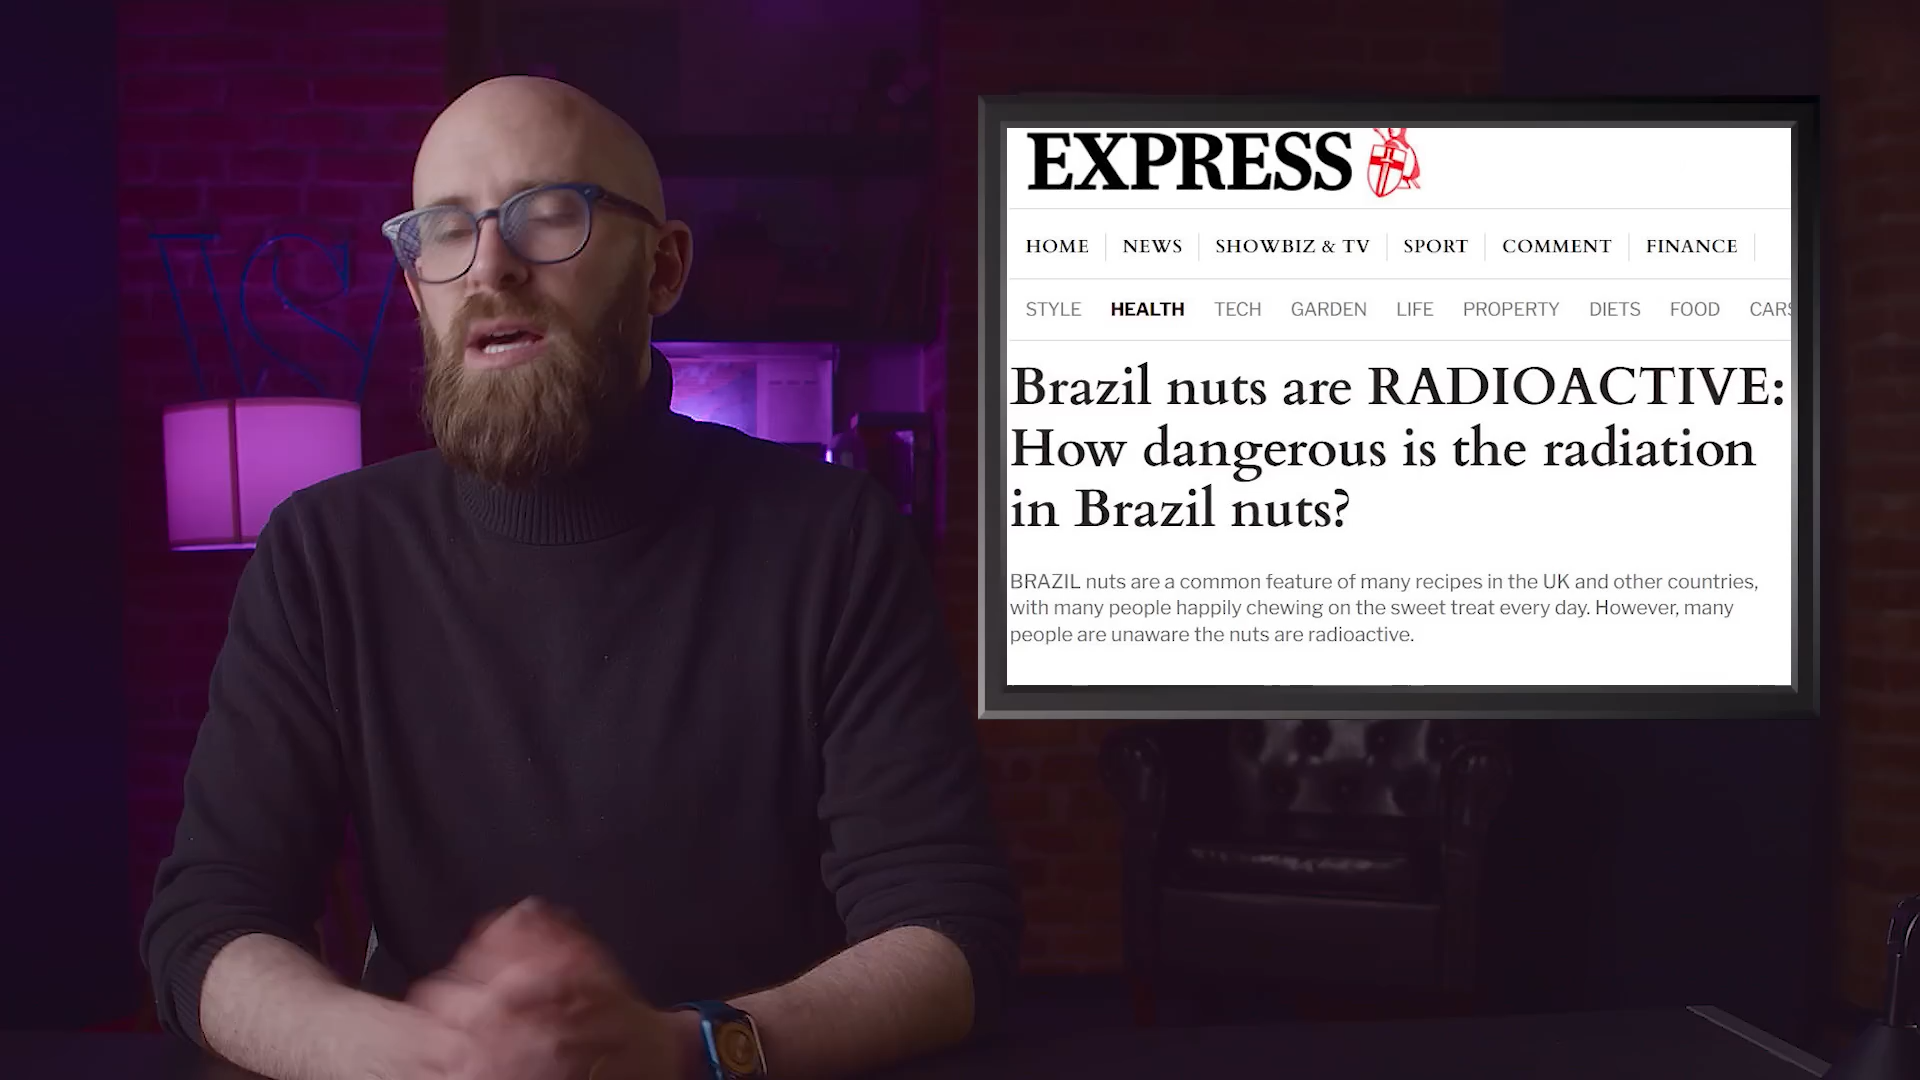 EXPRESS
HOME NEWS SHOWBIZ & TV SPORT COMMENT FINANCE
STYLE HEALTH TECH GARDEN LIFE PROPERTY DIETS FOOD CARS
Brazil nuts are RADIOACTIVE:
How dangerous is the radiation
in Brazil nuts?
BRAZIL nuts are a common feature of many recipes in the UK and other countries,
with many people happily chewing on the sweet treat every day. However, many
people are unaware the nuts are radioactive.